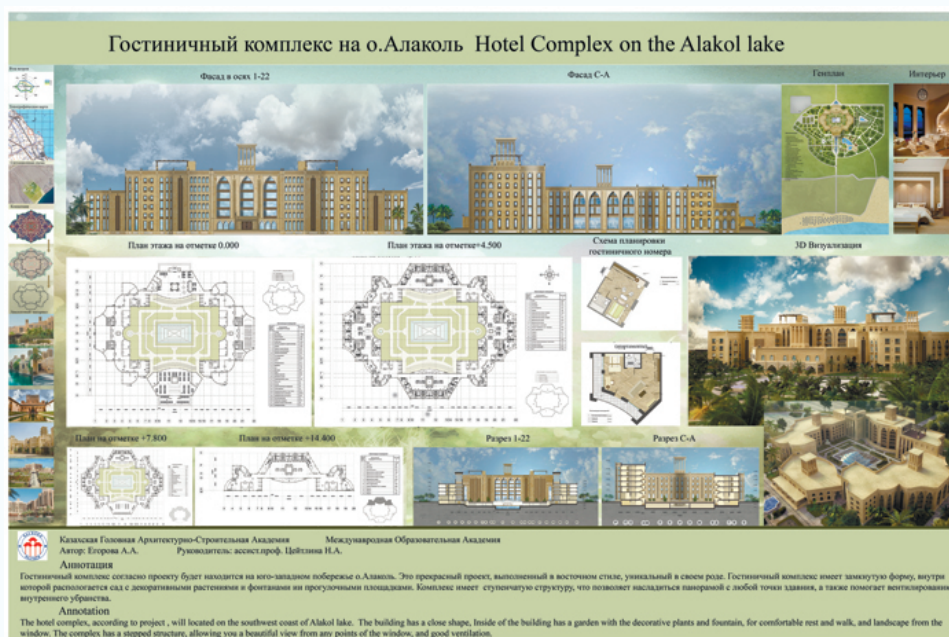 Гостиничный комплекс на о.Алаколь Hotel Complex on the Alakol lake
Фасад в осях 1-22
Фасад С-А
Генплан
Интерьер
План этажа на отметке 0.000
План этажа на отметке+4.500
Схема планировки
гостиничного номера
3D Визуализация
План на отметке +7.800
План на отметке +14.400
Разрез 1-22
Разрез С-А
Казахская Головная Архитектурно-Строительная Академия Международная Образовательная Академия
Автор: Егорова А.А. Руководитель: ассист.проф. Цейтлина Н.А.
Аннотация
Гостиничный комплекс согласно проекту будет находится на юго-западном побережье о.Алаколь. Это прекрасный проект, выполненный в восточном стиле, уникальный в своем роде. Гостиничный комплекс имеет замкнутую форму, внутри
которой распологается сад с декоративными растениями и фонтанами ни прогулочными площадками. Комплекс имеет ступенчатую структуру, что позволяет насладиться панорамой с любой точки здания, а также помогает вентилированию
внутреннего убранства.
Annotation
The hotel complex, according to project , will located on the southwest coast of Alakol lake. The building has a close shape, Inside of the building has a garden with the decorative plants and fountain, for comfortable rest and walk, and landscape from the
window. The complex has a stepped structure, allowing you a beautiful view from any points of the window, and good ventilation.